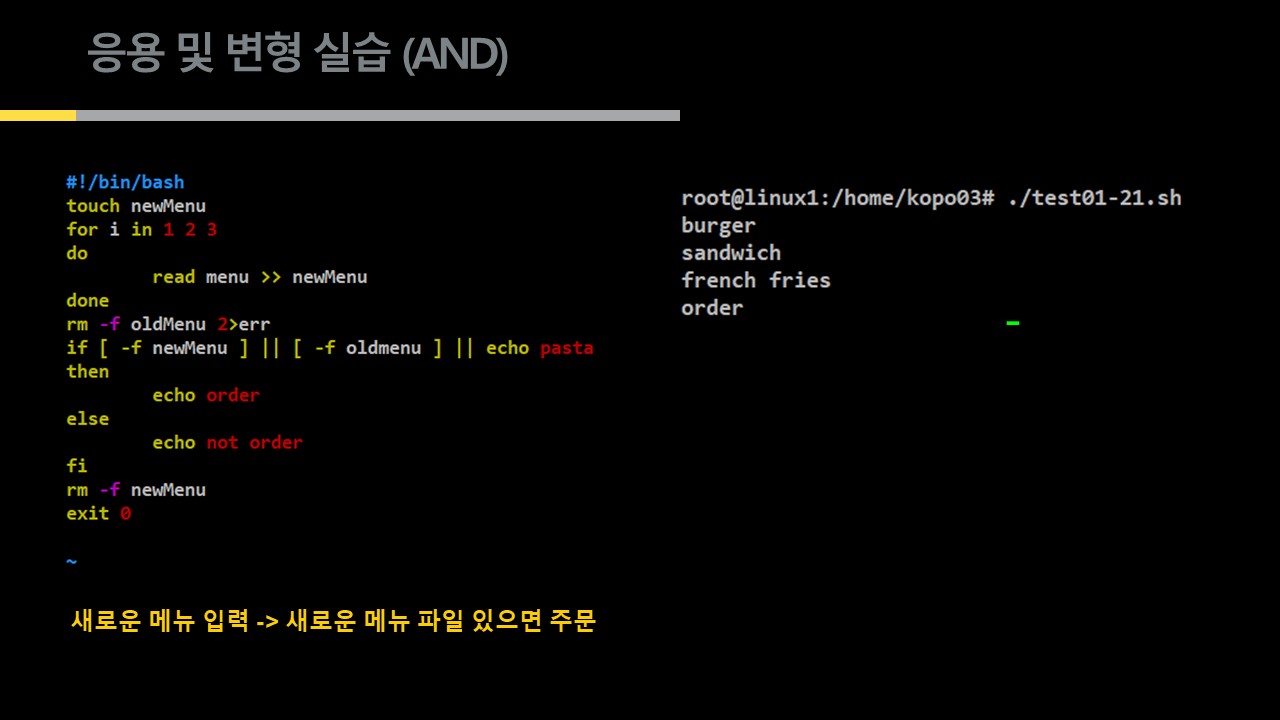 응용 및 변형 실습 (AND)
#!/bin/bash
touch newMenu
for i in 1 2 3
do
        read menu >> newMenu
done
rm -f oldMenu 2>err
if [ -f newMenu ] || [ -f oldmenu ] || echo pasta
then
        echo order
else
        echo not order
fi
rm -f newMenu
exit 0
~
새로운 메뉴 입력 -> 새로운 메뉴 파일 있으면 주문
root@linux1:/home/kopo03# ./test01-21.sh
burger
sandwich
french fries
order